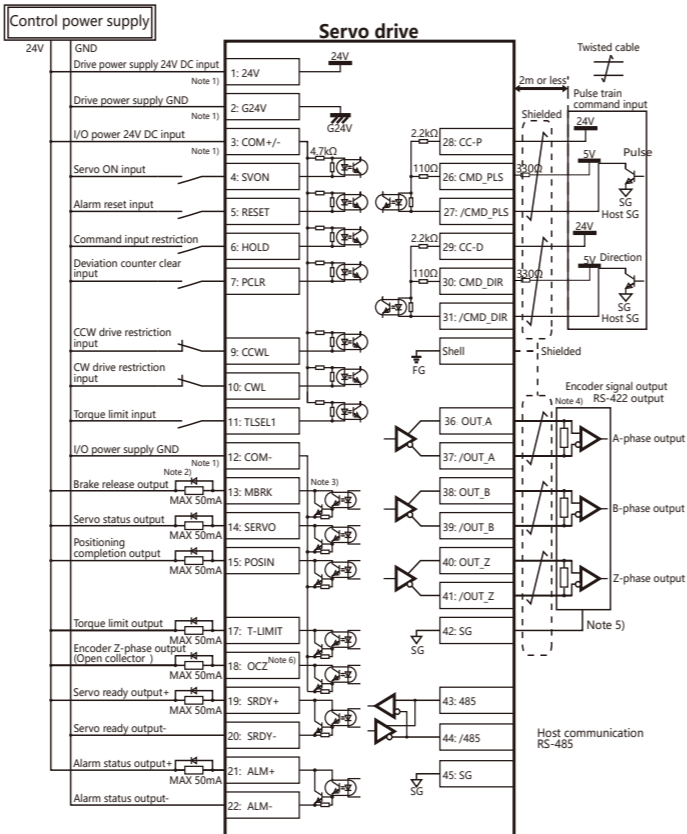 Control power supply
Servo drive
24V
GND
Drive power supply 24V DC input
Note 1)
1: 24V
24V
Drive power supply GND
Note 1)
2: G24V
G24V
I/O power 24V DC input
Note 1)
3: COM+/-
4.7kΩ
Servo ON input
4: SVON
Alarm reset input
5: RESET
Command input restriction
6: HOLD
Deviation counter clear
input
7: PCLR
CCW drive restriction
input
9: CCWL
CW drive restriction
input
10: CWL
Torque limit input
11: TLSEL1
I/O power supply GND
Note 1)
12: COM-
Brake release output
Note 2)
MAX 50mA
13: MBRK
Note 3)
Servo status output
MAX 50mA
14: SERVO
Positioning
completion output
MAX 50mA
15: POSIN
Torque limit output
MAX 50mA
17: T-LIMIT
Encoder Z-phase output
(Open collector )
MAX 50mA
18: OCZ Note 6)
Servo ready output+
MAX 50mA
19: SRDY+
Servo ready output-
20: SRDY-
Alarm status output+
MAX 50mA
21: ALM+
Alarm status output-
22: ALM-
Twisted cable
2m or less
Pulse train
command input
Shielded
2.2kΩ
28: CC-P
24V
110Ω
26: CMD_PLS
330Ω
5V
Pulse
27: /CMD_PLS
SG
Host SG
2.2kΩ
29: CC-D
24V
110Ω
30: CMD_DIR
330Ω
5V
Direction
31: /CMD_DIR
SG
Host SG
FG
Shell
Shielded
Encoder signal output
RS-422 output
Note 4)
36: OUT_A
37: /OUT_A
A-phase output
38: OUT_B
39: /OUT_B
B-phase output
40: OUT_Z
41: /OUT_Z
Z-phase output
SG
42: SG
Note 5)
43: 485
44: /485
Host communication
RS-485
SG
45: SG